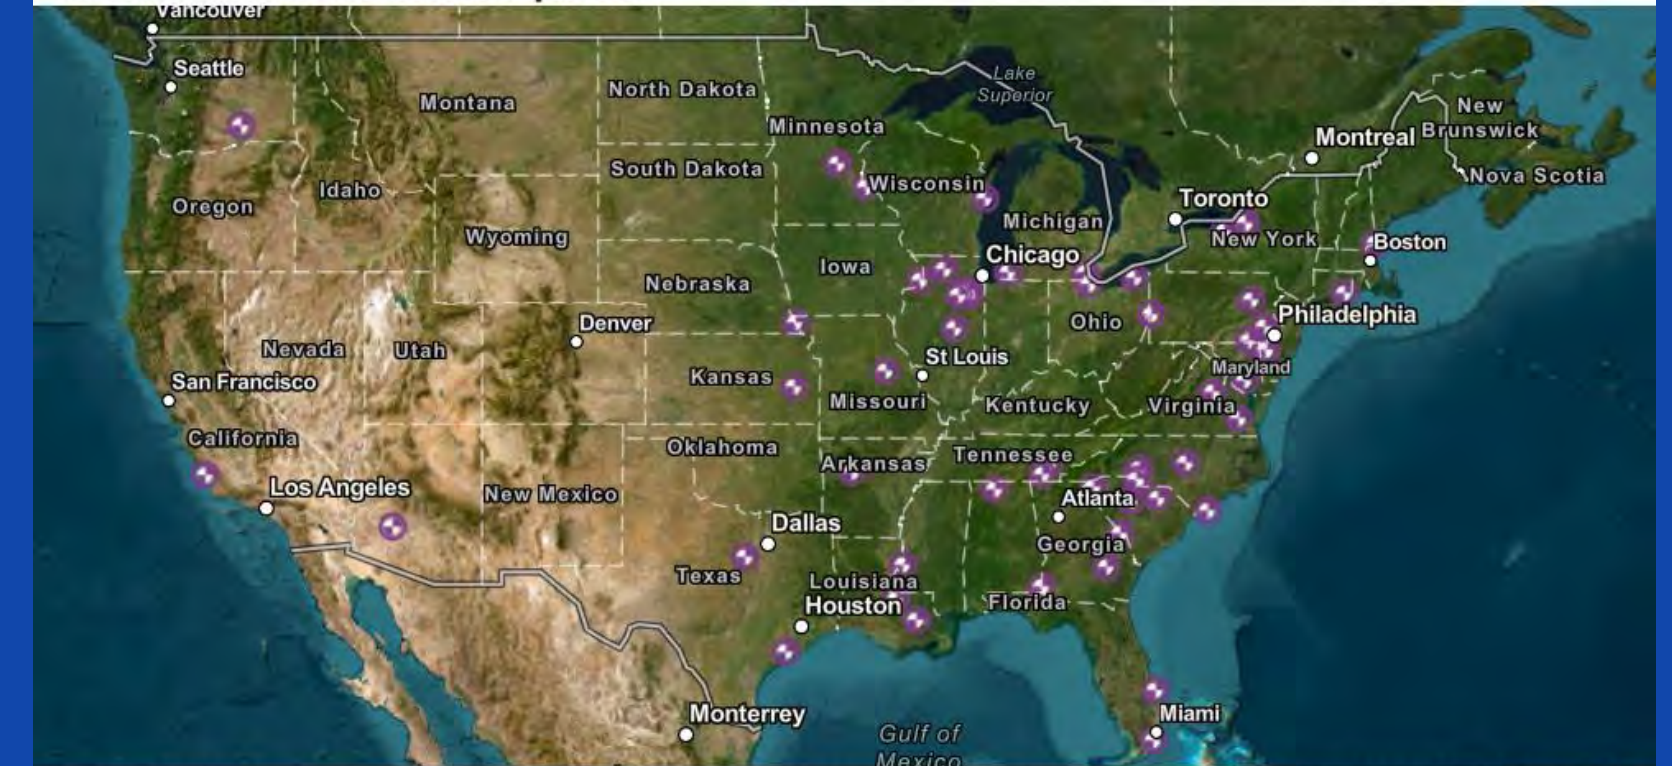 Vancouver
Seattle
Montana
North Dakota
Lake
Superior
Minnesota
New
Brunswick
Montreal
South Dakota
Wisconsin
Nova Scotia
Idaho
Oregon
Toronto
Michigan
Wyoming
New York
Boston
Chicago
Iowa
Nebraska
Philadelphia
Denver
Ohio
Nevada
Utah
St Louis
Maryland
Kansas
San Francisco
Missouri
Kentucky
Virginia
California
Oklahoma
Tennessee
Arkansas
Los Angeles
New Mexico
Atlanta
Dallas
Georgia
Texas
Louisiana
Florida
Houston
Monterrey
Miami
Gulf of
Mexico